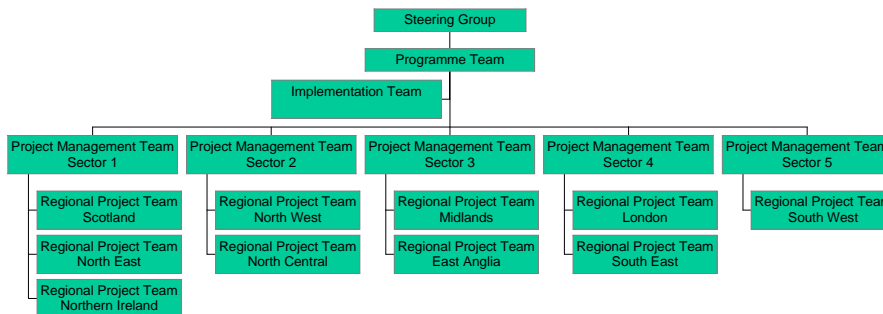 Steering Group
Programme Team
Implementation Team
Project Management Team
Sector 1
Project Management Team
Sector 2
Project Management Team
Sector 3
Project Management Team
Sector 4
Project Management Team
Sector 5
Regional Project Team
Scotland
Regional Project Team
North West
Regional Project Team
Midlands
Regional Project Team
London
Regional Project Team
South West
Regional Project Team
North East
Regional Project Team
North Central
Regional Project Team
East Anglia
Regional Project Team
South East
Regional Project Team
Northern Ireland